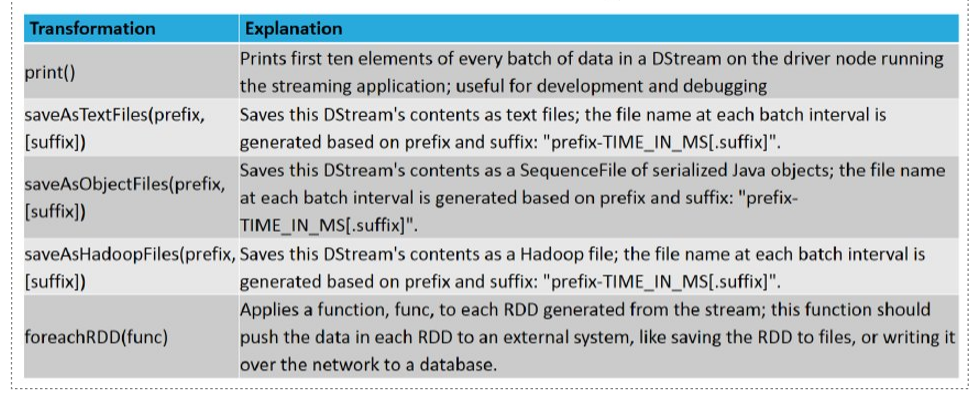 Transformation Explanation
print()
Prints first ten elements of every batch of data in a DStream on the driver node running
the streaming application; useful for development and debugging
saveAsTextFiles(prefix,
[suffix])
Saves this DStream's contents as text files; the file name at each batch interval is
generated based on prefix and suffix: "prefix-TIME_IN_MS[.suffix]".
saveAsObjectFiles(prefix,
[suffix])
Saves this DStream's contents as a SequenceFile of serialized Java objects; the file name
at each batch interval is generated based on prefix and suffix: "prefix-
TIME_IN_MS[.suffix]".
saveAsHadoopFiles(prefix,
[suffix])
Saves this DStream's contents as a Hadoop file; the file name at each batch interval is
generated based on prefix and suffix: "prefix-TIME_IN_MS[.suffix]".
foreachRDD(func)
Applies a function, func, to each RDD generated from the stream; this function should
push the data in each RDD to an external system, like saving the RDD to files, or writing it
over the network to a database.